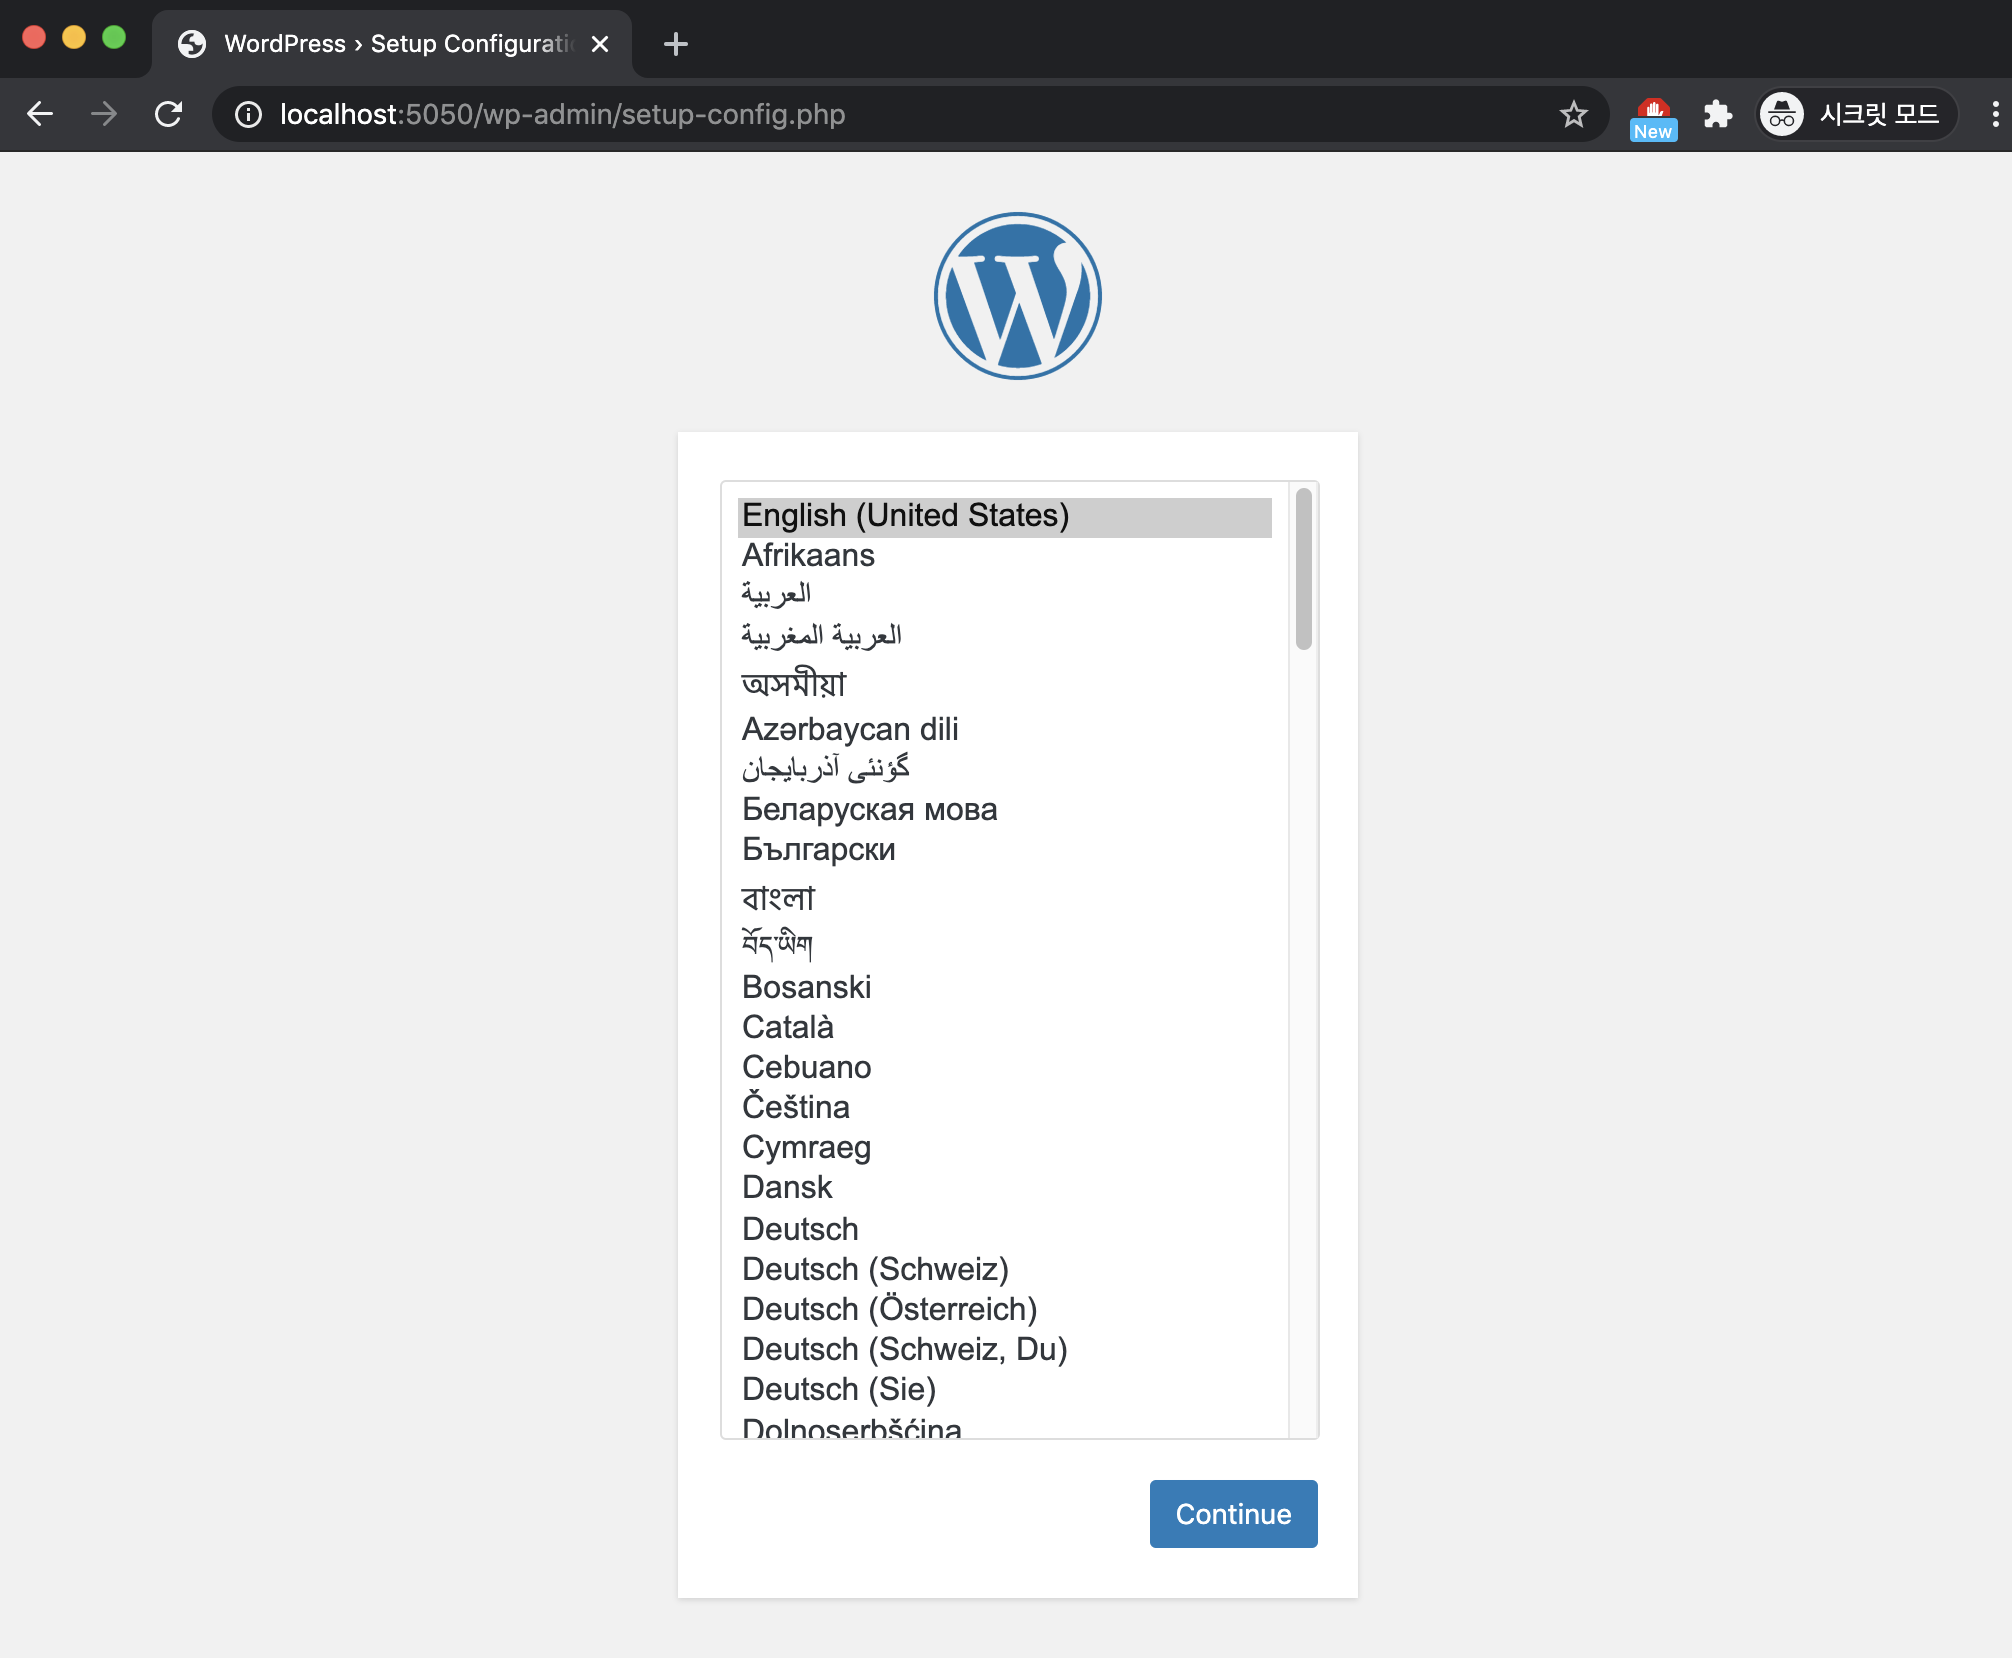 WordPress › Setup Configuratio
localhost:5050/wp-admin/setup-config.php
New
시크릿 모드
English (United States)
Afrikaans
العربية
العربية المغربية
অসমীয়া
Azərbaycan dili
گؤنئی آذربایجان
Беларуская мова
Български
বাংলা
བོད་ཡིག
Bosanski
Català
Cebuano
Čeština
Cymraeg
Dansk
Deutsch
Deutsch (Schweiz)
Deutsch (Österreich)
Deutsch (Schweiz, Du)
Deutsch (Sie)
Dolnoserbšćina
Continue